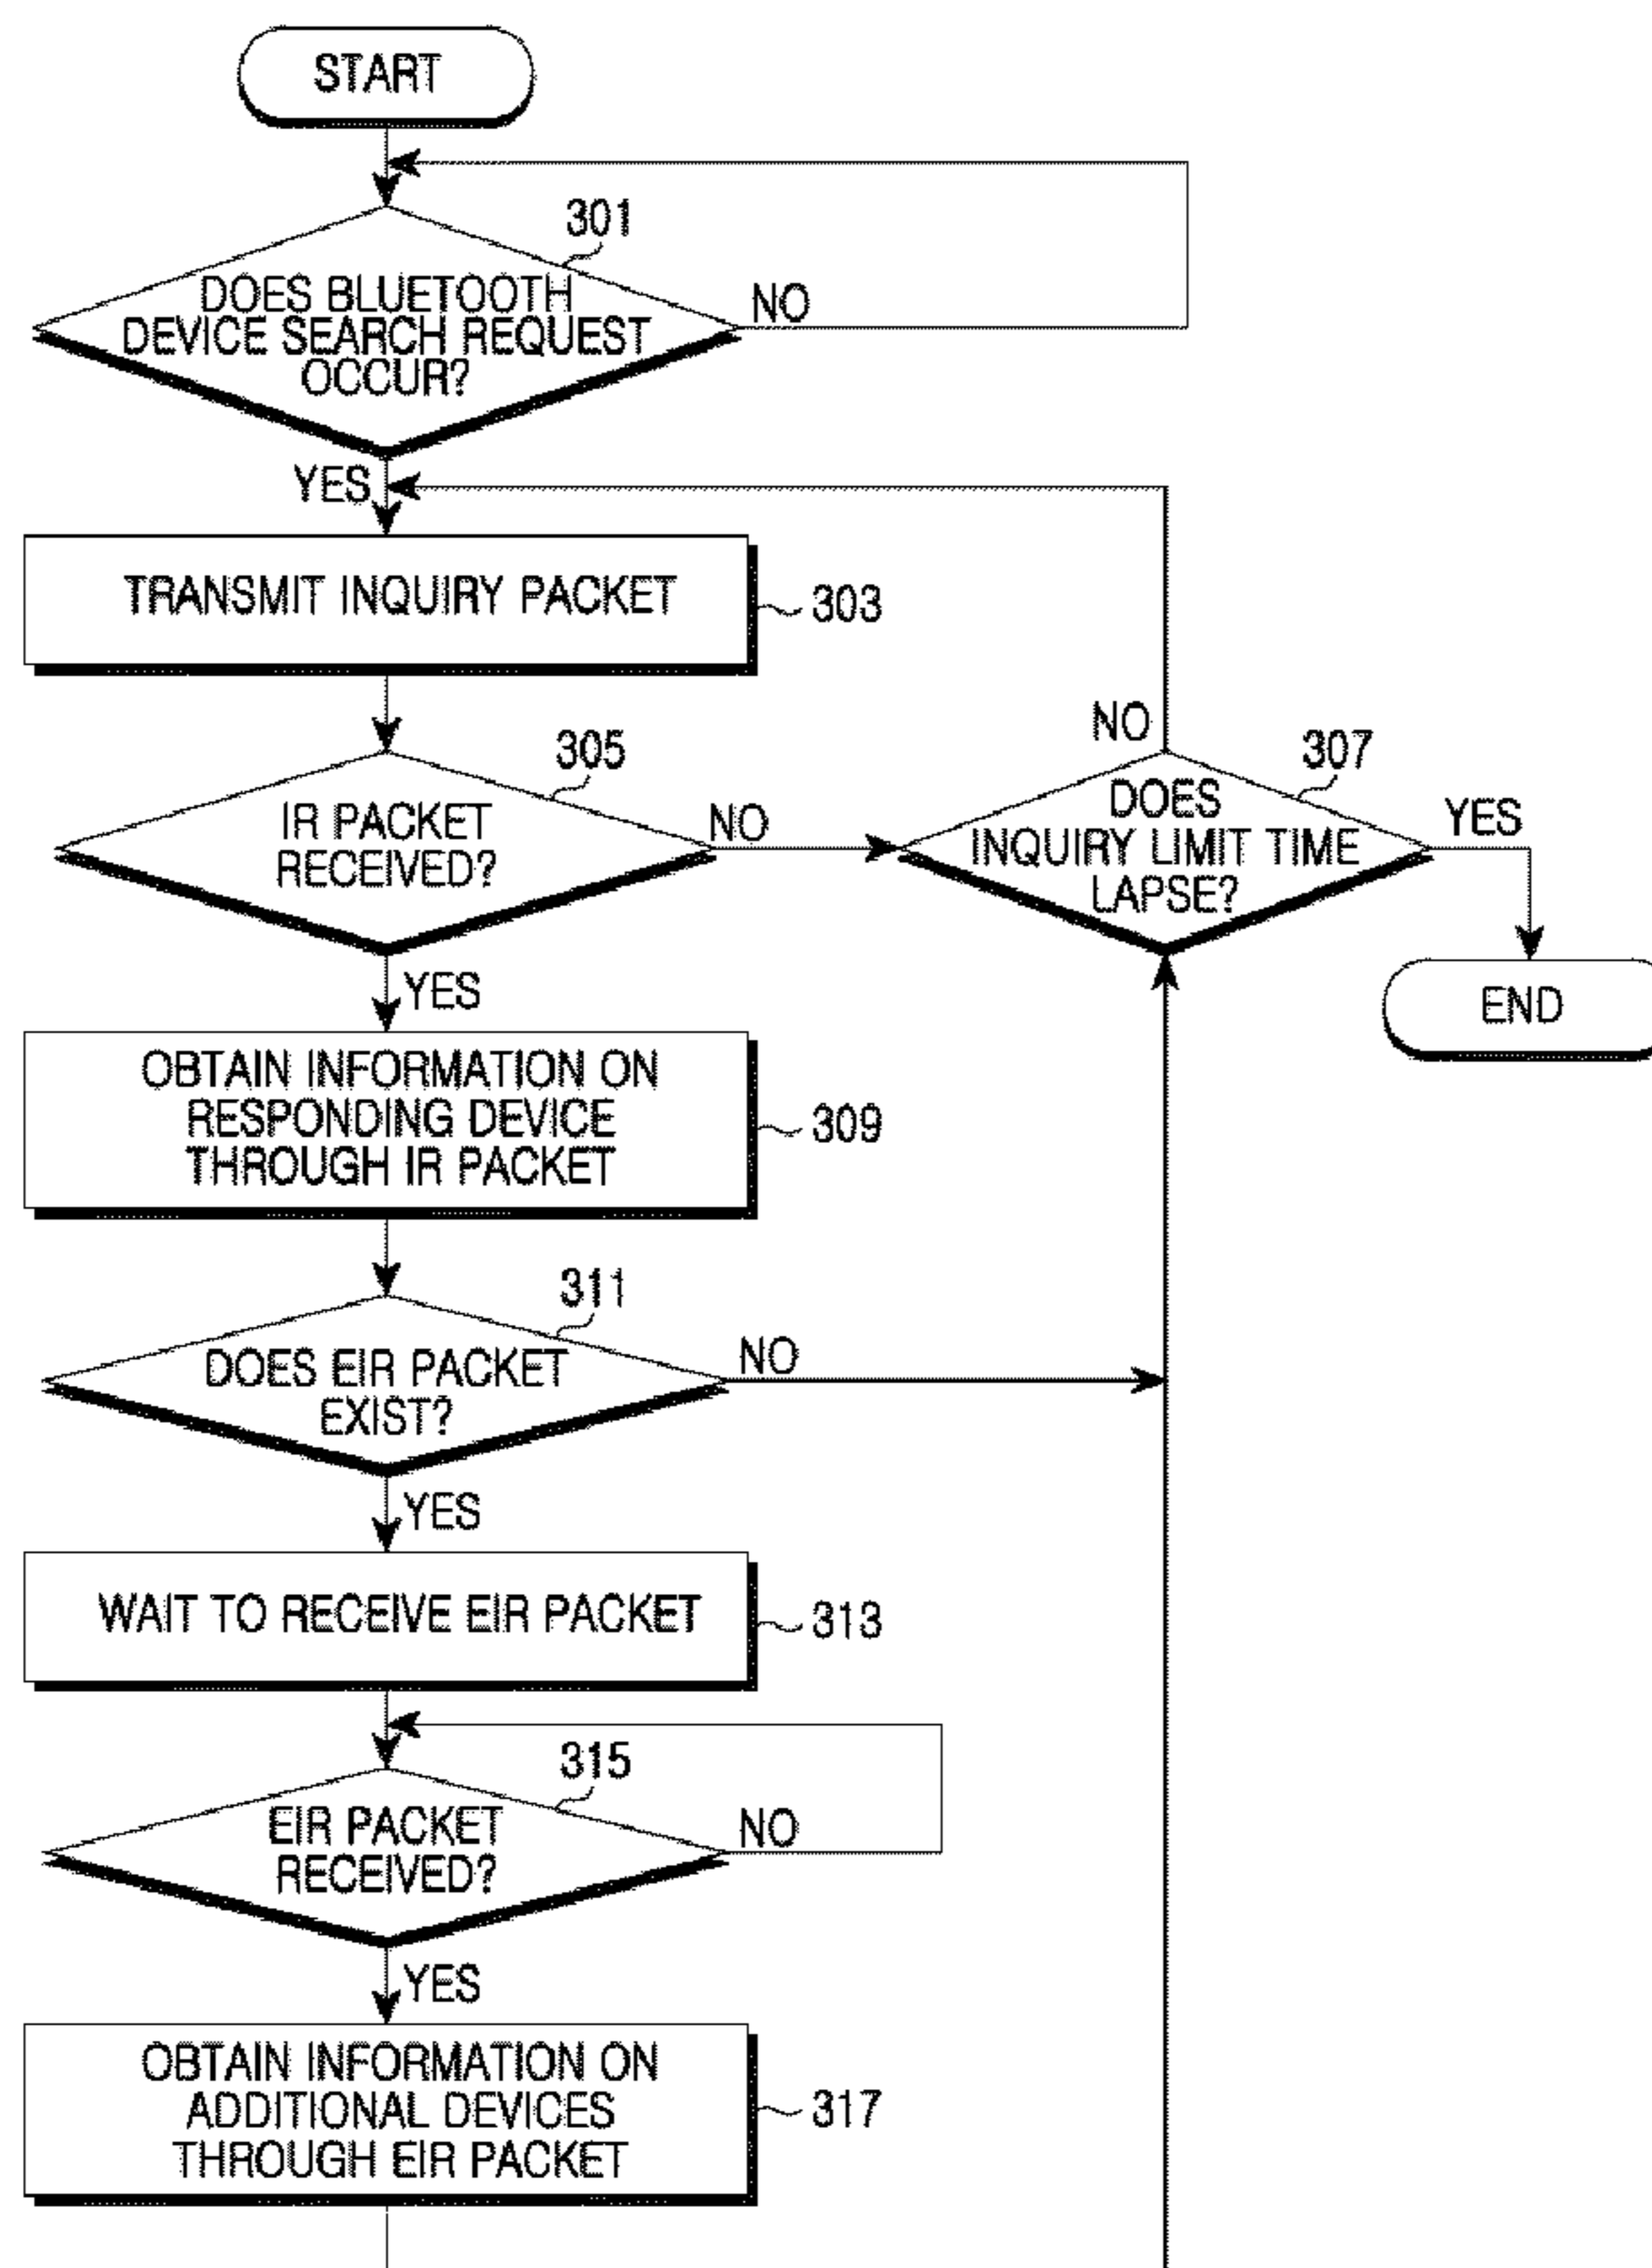 START
301
DOES BLUETOOTH
DEVICE SEARCH REQUEST
OCCUR?
NO
YES
TRANSMIT INQUIRY PACKET
303
305
IR PACKET
RECEIVED?
NO
NO
307
DOES
INQUIRY LIMIT TIME
LAPSE?
YES
END
YES
OBTAIN INFORMATION ON
RESPONDING DEVICE
THROUGH IR PACKET
309
311
DOES EIR PACKET
EXIST?
NO
YES
WAIT TO RECEIVE EIR PACKET
313
315
EIR PACKET
RECEIVED?
NO
YES
OBTAIN INFORMATION ON
ADDITIONAL DEVICES
THROUGH EIR PACKET
317